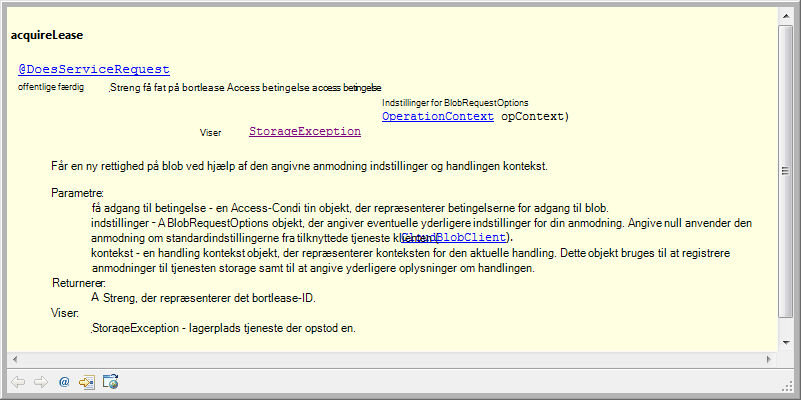 acquireLease
@DoesServiceRequest
offentlige færdig .Streng få fat på bortlease Access betingelse access betingelse
Indstillinger for BlobRequestOptions
OperationContext opContext)
Viser StorageException
Får en ny rettighed på blob ved hjælp af den angivne anmodning indstillinger og handlingen kontekst.
Parametre:
få adgang til betingelse - en Access-Condi tin objekt, der repræsenterer betingelserne for adgang til blob.
indstillinger - A BlobRequestOptions objekt, der angiver eventuelle yderligere indstillinger for din anmodning. Angive null anvender den
anmodning om standardindstillingerne fra tilknyttede tjeneste klienten (CloudBlobClient).
kontekst - en handling kontekst objekt, der repræsenterer konteksten for den aktuelle handling. Dette objekt bruges til at registrere
anmodninger til tjenesten storage samt til at angive yderligere oplysninger om handlingen.
Returnerer:
A Streng, der repræsenterer det bortlease-ID.
Viser:
.StorageException - lagerplads tjeneste der opstod en.